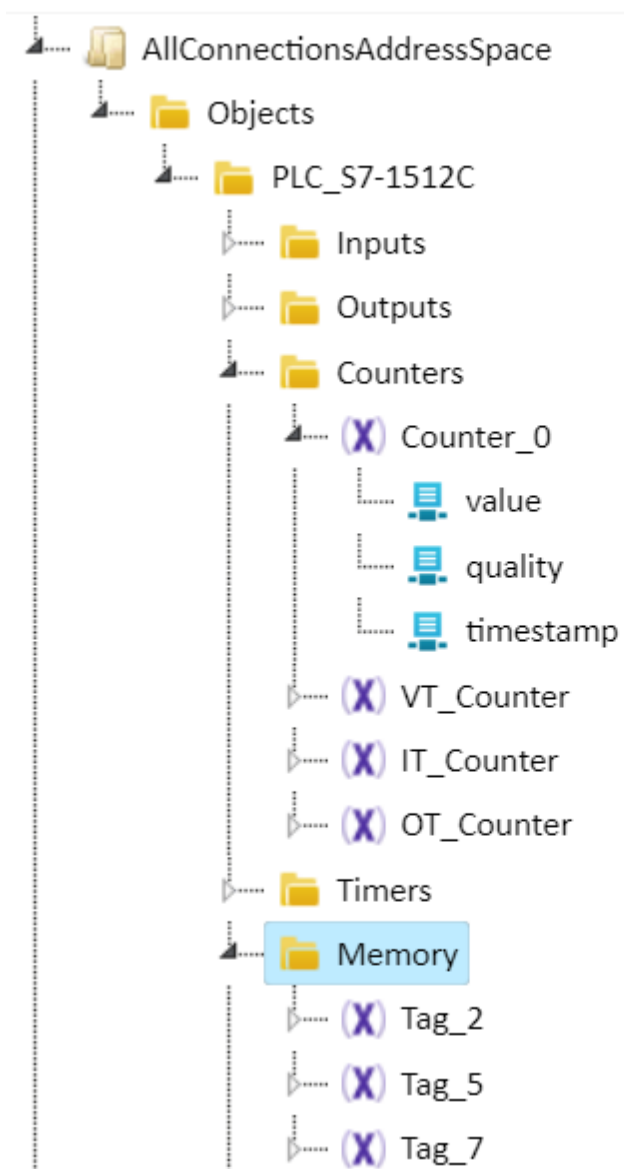 AllConnectionsAddressSpace
Objects
PLC_S7-1512C
Inputs
Outputs
Counters
(X) Counter_0
value
quality
timestamp
(X) VT_Counter
(X) IT_Counter
(X) OT_Counter
Timers
Memory
(X) Tag_2
(X) Tag_5
(X) Tag_7